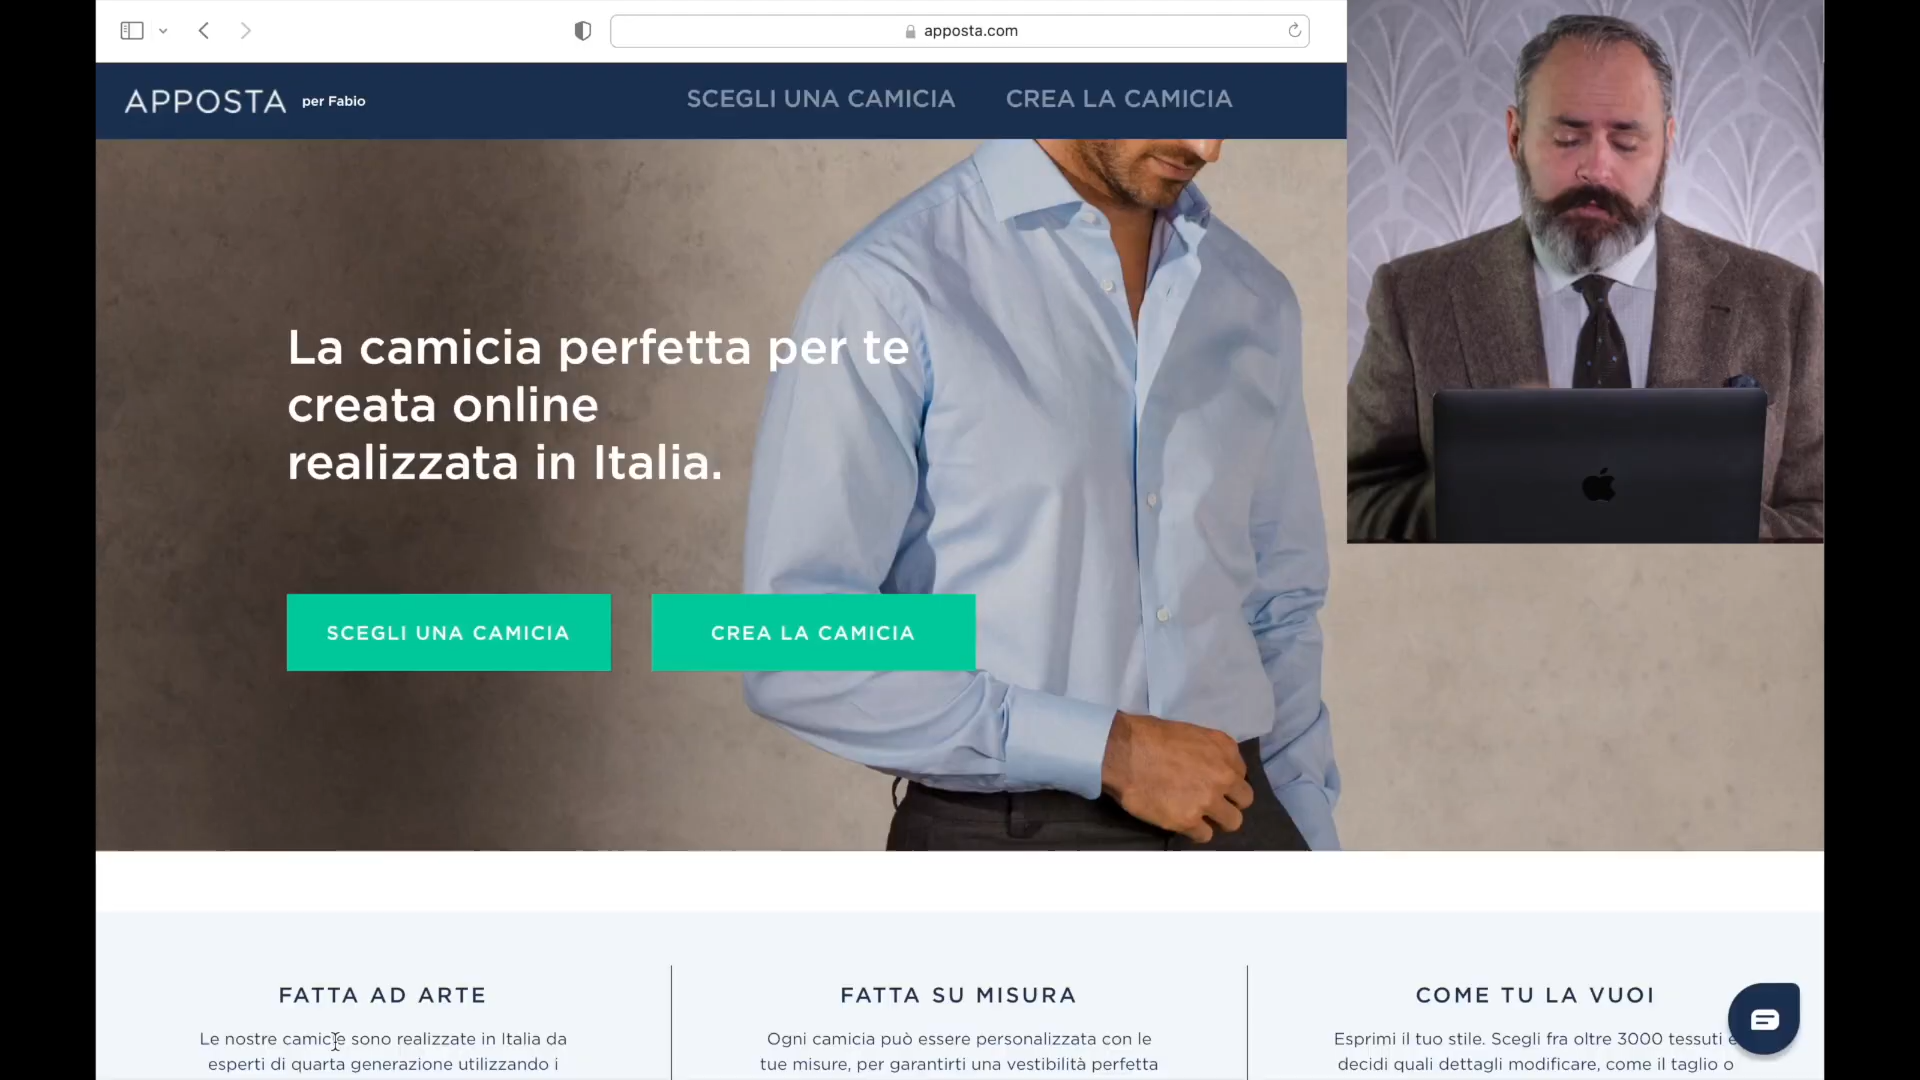 apposta.com
APPOSTA per Fabio
SCEGLI UNA CAMICIA
CREA LA CAMICIA
La camicia perfetta per te
creata online
realizzata in Italia.
SCEGLI UNA CAMICIA
CREA LA CAMICIA
FATTA AD ARTE
Le nostre camicie sono realizzate in Italia da
esperti di quarta generazione utilizzando i
FATTA SU MISURA
Ogni camicia può essere personalizzata con le
tue misure, per garantirti una vestibilità perfetta
COME TU LA VUOI
Esprimi il tuo stile. Scegli fra oltre 3000 tessuti e
decidi quali dettagli modificare, come il taglio o